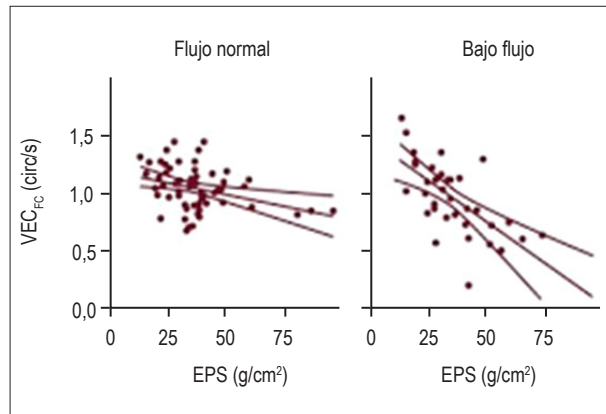 Flujo normal
Bajo flujo
VEC_FC (circ/s)
1,5
1,0
0,5
0,0
0 25 50 75
0 25 50 75
EPS (g/cm²)
EPS (g/cm²)